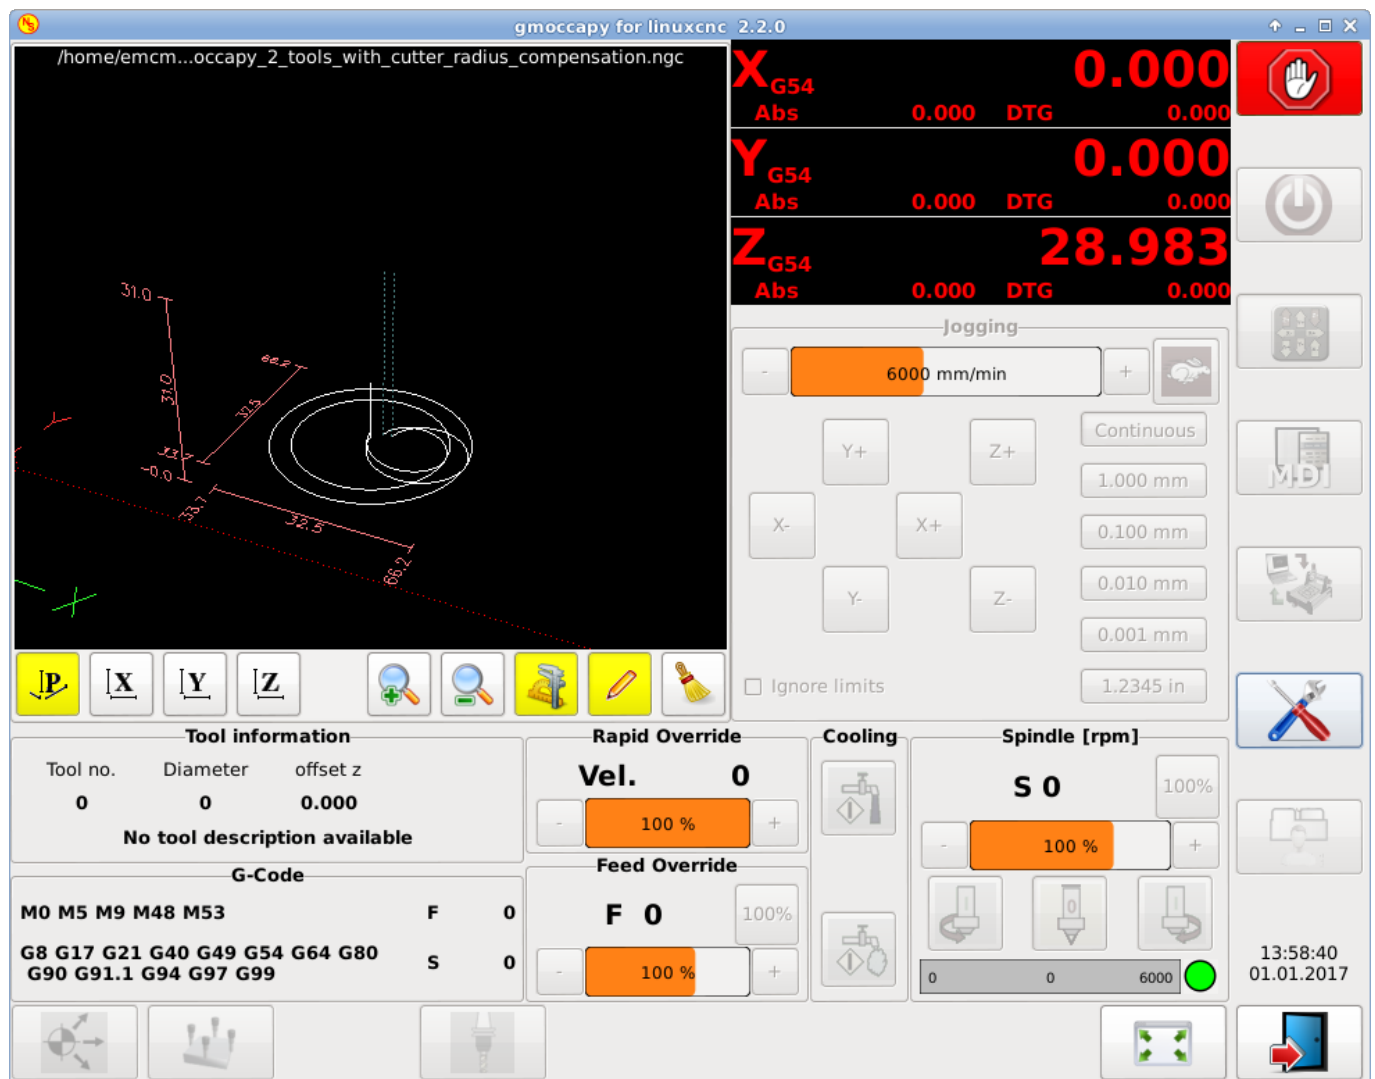 gmoccapy for linuxcnc 2.2.0
/home/emcm...occapy_2_tools_with_cutter_radius_compensation.ngc
X G54 0.000
Abs 0.000 DTG 0.000
Y G54 0.000
Abs 0.000 DTG 0.000
Z G54 28.983
Abs 0.000 DTG 0.000
31.0
66.2
31.0
32.5
Y
33.7
-0.0
33.7
32.5
66.2
X
P X Y Z
Jogging
- 6000 mm/min +
Y+ Z+
X- X+
Y- Z-
Continuous
1.000 mm
0.100 mm
0.010 mm
0.001 mm
Ignore limits
1.2345 in
MDI
Tool information
Tool no. Diameter offset z
0 0 0.000
No tool description available
G-Code
M0 M5 M9 M48 M53 F 0
G8 G17 G21 G40 G49 G54 G64 G80
G90 G91.1 G94 G97 G99
S 0
Rapid Override
Vel. 0
- 100 % +
Feed Override
F 0 100%
- 100 % +
Cooling
Spindle [rpm]
S 0 100%
- 100 % +
I 0 I
0 0 6000
13:58:40
01.01.2017